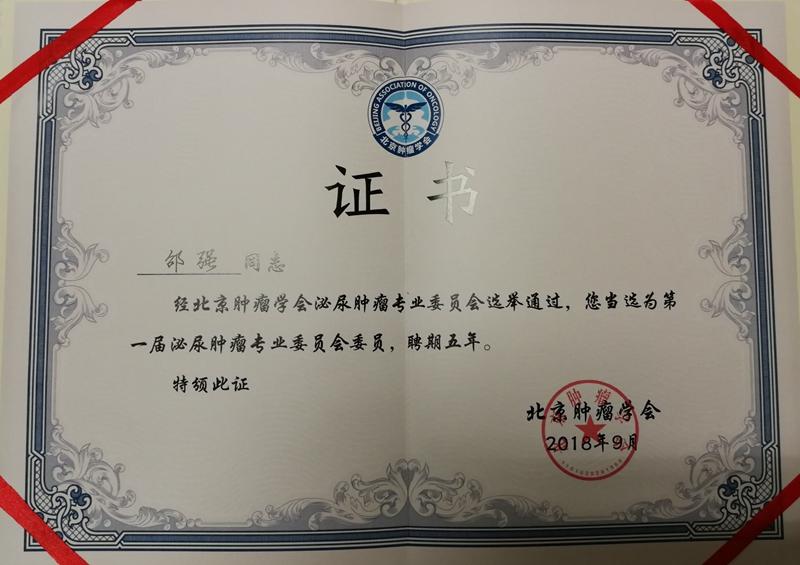 BEIJING ASSOCIATION OF ONCOLOGY
北京肿瘤学会
证书
邰强 同志
经北京肿瘤学会泌尿肿瘤专业委员会选举通过，您当选为第
一届泌尿肿瘤专业委员会委员，聘期五年。
特颁此证
北京肿瘤学会
2018年9月